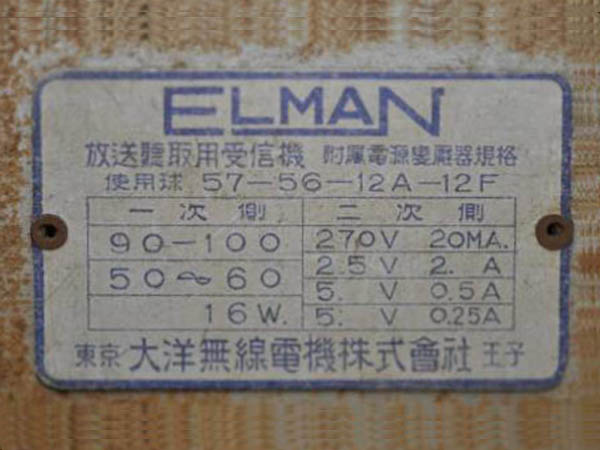 ELMAN
放送聽取用受信機 附属電源變壓器規格
使用球 57-56-12A-12F
一次側 二次側
90-100 270V 20MA.
50~60 2.5V 2. A
5. V 0.5A
16W. 5. V 0.25A
東京 大洋無線電機株式會社 王子